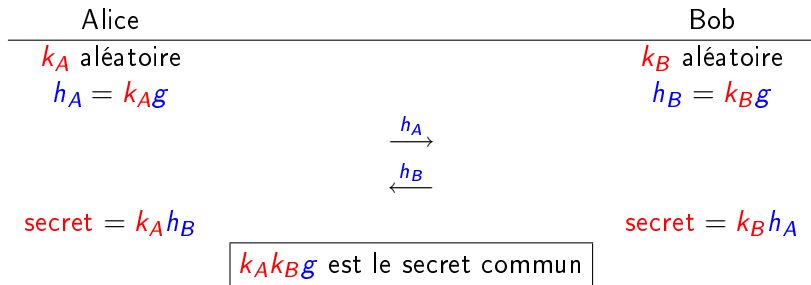 Alice Bob
k_A aléatoire k_B aléatoire
h_A = k_A g h_B = k_B g
h_A
⟶
h_B
⟵
secret = k_A h_B secret = k_B h_A
k_A k_B g est le secret commun